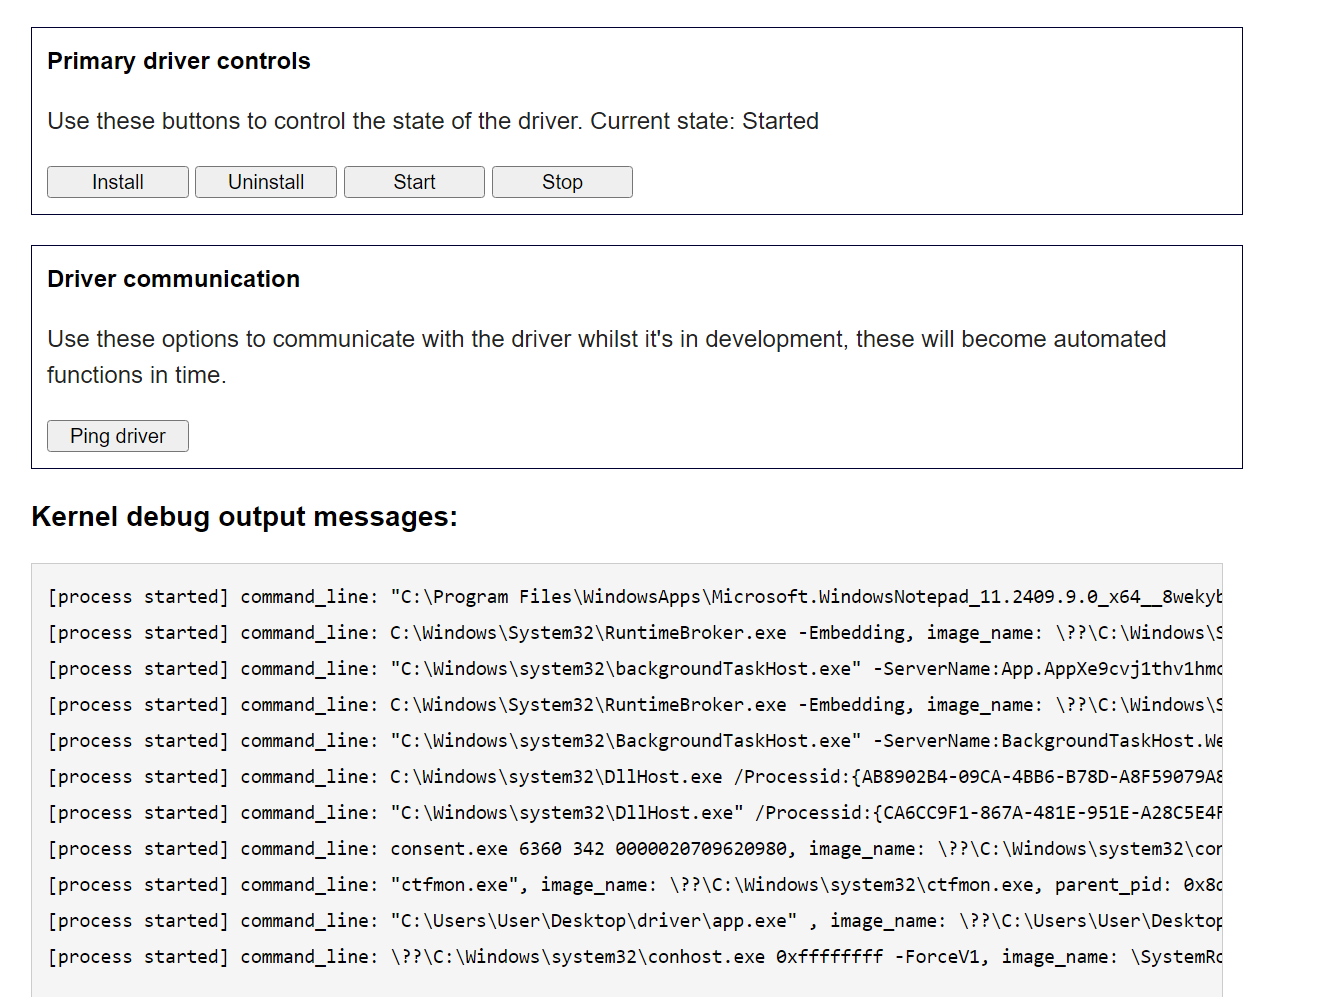 Primary driver controls
Use these buttons to control the state of the driver. Current state: Started
Install Uninstall Start Stop
Driver communication
Use these options to communicate with the driver whilst it's in development, these will become automated
functions in time.
Ping driver
Kernel debug output messages:
[process started] command_line: "C:\Program Files\WindowsApps\Microsoft.WindowsNotepad_11.2409.9.0_x64__8wekyb
[process started] command_line: C:\Windows\System32\RuntimeBroker.exe -Embedding, image_name: \??\C:\Windows\S
[process started] command_line: "C:\Windows\system32\backgroundTaskHost.exe" -ServerName:App.AppXe9cvj1thv1hmc
[process started] command_line: C:\Windows\System32\RuntimeBroker.exe -Embedding, image_name: \??\C:\Windows\S
[process started] command_line: "C:\Windows\system32\BackgroundTaskHost.exe" -ServerName:BackgroundTaskHost.We
[process started] command_line: C:\Windows\system32\DllHost.exe /Processid:{AB8902B4-09CA-4BB6-B78D-A8F59079A8
[process started] command_line: "C:\Windows\system32\DllHost.exe" /Processid:{CA6CC9F1-867A-481E-951E-A28C5E4F
[process started] command_line: consent.exe 6360 342 0000020709620980, image_name: \??\C:\Windows\system32\con
[process started] command_line: "ctfmon.exe", image_name: \??\C:\Windows\system32\ctfmon.exe, parent_pid: 0x8
[process started] command_line: "C:\Users\User\Desktop\driver\app.exe" , image_name: \??\C:\Users\User\Desktop
[process started] command_line: \??\C:\Windows\system32\conhost.exe 0xffffffff -ForceV1, image_name: \SystemRo